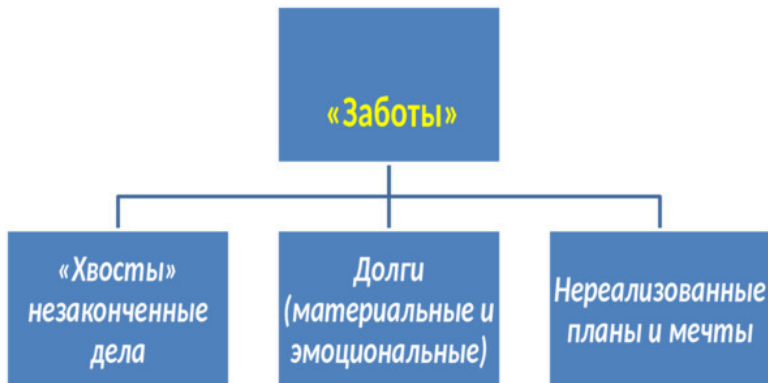 «Заботы»
«Хвосты»
незаконченные
дела
Долги
(материальные и
эмоциональные)
Нереализованные
планы и мечты